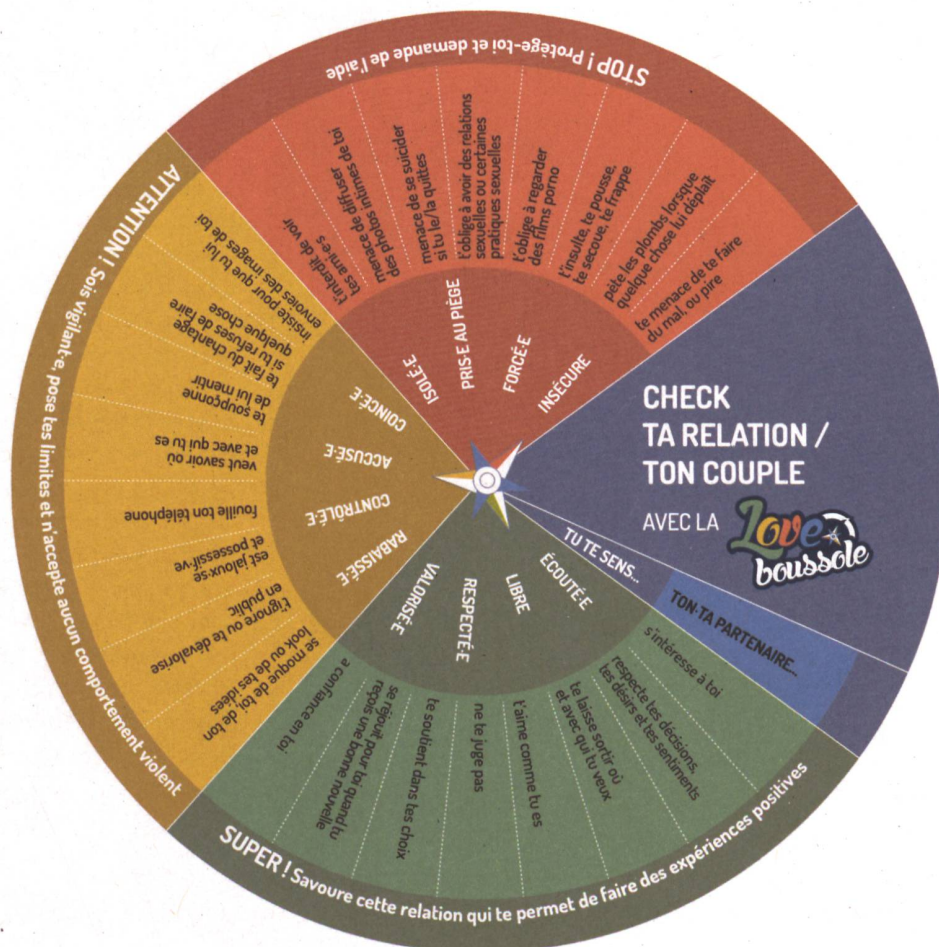 CHECK
TA RELATION /
TON COUPLE
AVEC LA
Love
boussole
TU TE SENS...
TON·TA PARTENAIRE...
SUPER ! Savoure cette relation qui te permet de faire des expériences positives
ÉCOUTÉ·E
LIBRE
RESPECTÉ·E
VALORISÉ·E
s'intéresse à toi
respecte tes décisions,
tes désirs et tes sentiments
te laisse sortir où
et avec qui tu veux
t'aime comme tu es
ne te juge pas
te soutient dans tes choix
se réjouit pour toi quand tu
reçois une bonne nouvelle
a confiance en toi
ATTENTION ! Sois vigilant·e, pose tes limites et n'accepte aucun comportement violent
RABAISSÉ·E
CONTRÔLÉ·E
ACCUSÉ·E
COINCÉ·E
se moque de toi de ton
look ou de tes idées
t'ignore ou te dévalorise
en public
est jaloux·se
et possessif·ve
fouille ton téléphone
veut savoir où
et avec qui tu es
te soupçonne
de lui mentir
te fait du chantage
si tu refuses de faire
quelque chose
insiste pour que tu lui
envoies des images de toi
STOP ! Protège-toi et demande de l'aide
ISOLÉ·E
PRIS·E AU PIÈGE
FORCÉ·E
INSÉCURE
t'interdit de voir
tes ami·e·s
menace de diffuser
des photos intimes de toi
menace de se suicider
si tu le/la quittes
t'oblige à avoir des relations
sexuelles ou certaines
pratiques sexuelles
t'oblige à regarder
des films porno
t'insulte, te pousse,
te secoue, te frappe
pète les plombs lorsque
quelque chose lui déplaît
te menace de te faire
du mal, ou pire